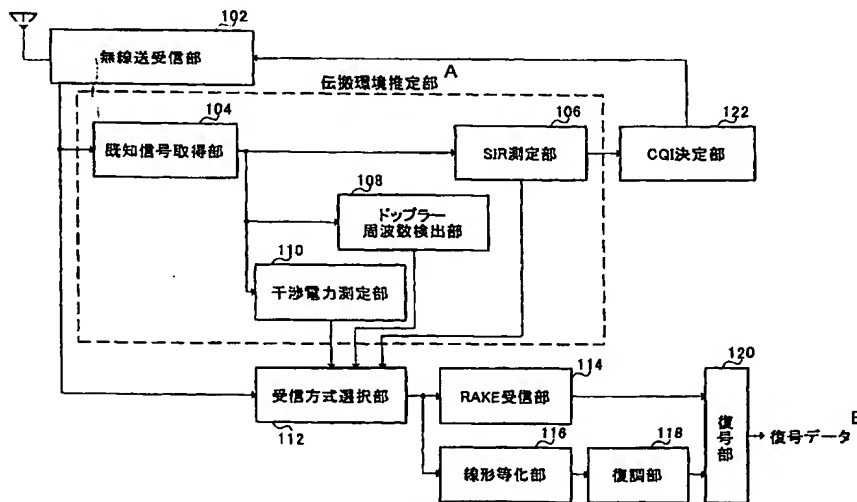 102
無線送受信部
伝搬環境推定部 A
104
既知信号取得部
106
SIR測定部
122
CQI決定部
108
ドップラー
周波数検出部
110
干渉電力測定部
受信方式選択部
112
114
RAKE受信部
116
線形等化部
118
復調部
120
復号部
復号データ